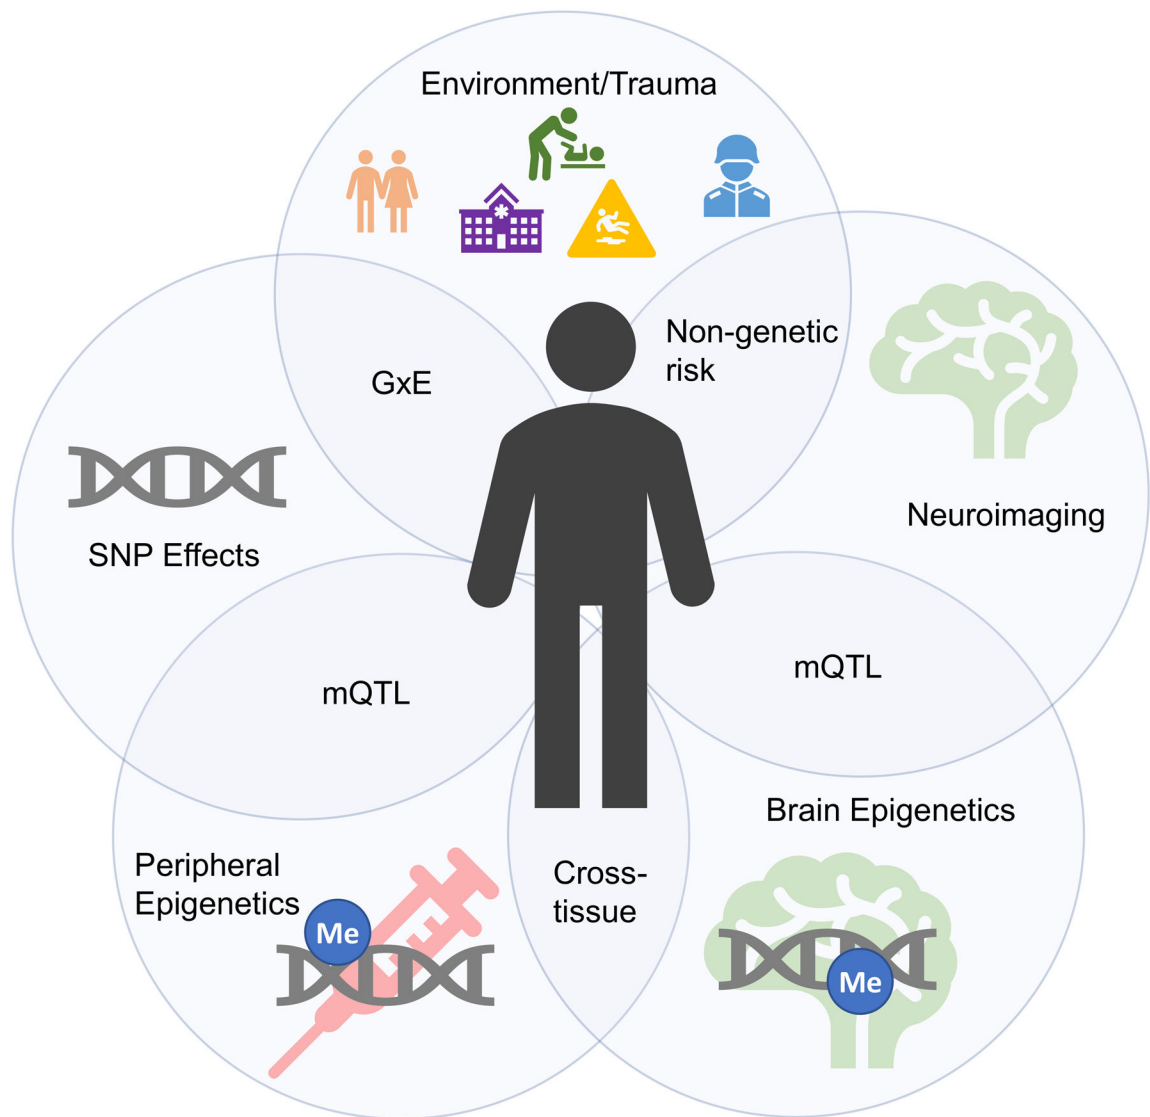 Environment/Trauma
Non-genetic
risk
GxE
Neuroimaging
SNP Effects
mQTL
mQTL
Brain Epigenetics
Peripheral
Epigenetics
Cross-
tissue
Me
Me